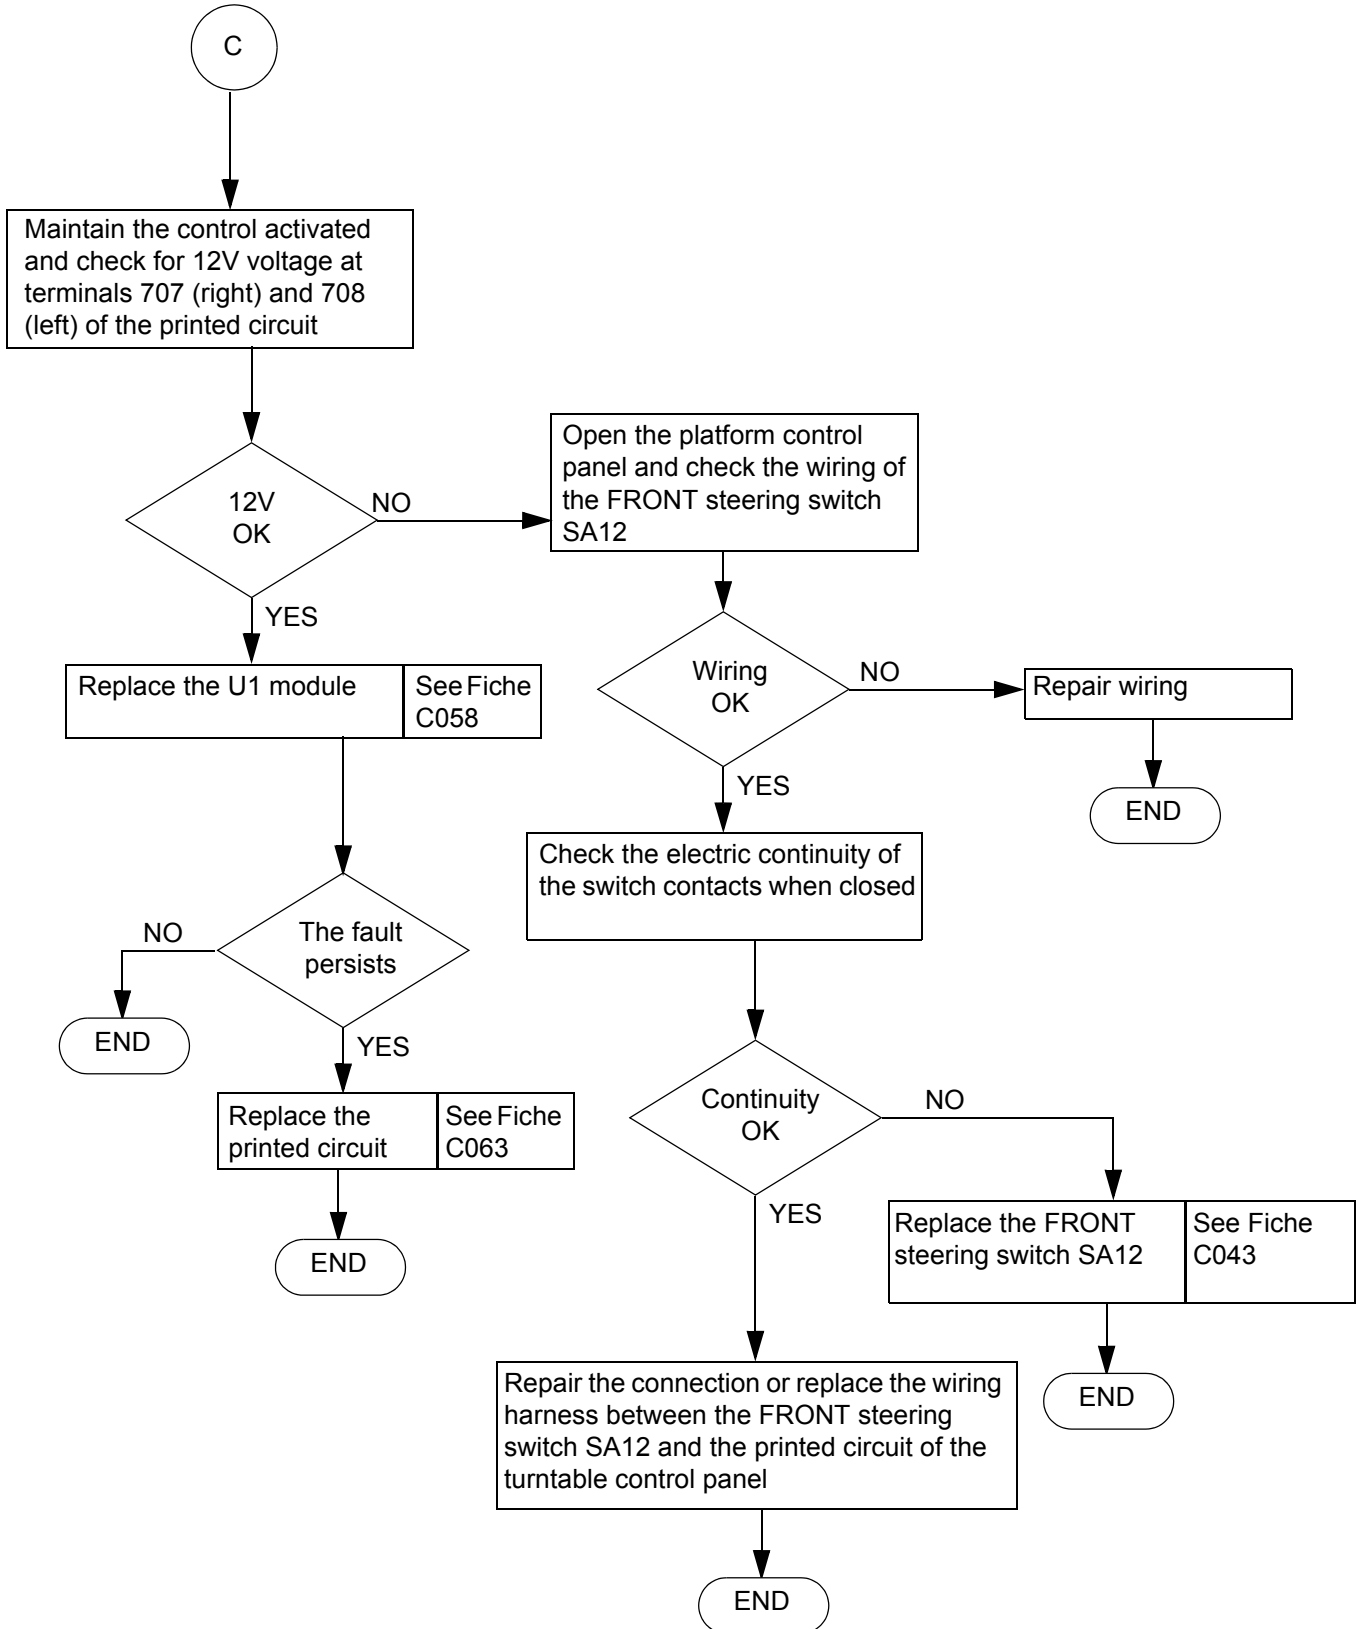 C
Maintain the control activated
and check for 12V voltage at
terminals 707 (right) and 708
(left) of the printed circuit
12V
OK
NO
Open the platform control
panel and check the wiring of
the FRONT steering switch
SA12
YES
Replace the U1 module
See Fiche
C058
Wiring
OK
NO
Repair wiring
END
YES
Check the electric continuity of
the switch contacts when closed
The fault
persists
NO
END
YES
Replace the
printed circuit
See Fiche
C063
END
Continuity
OK
NO
Replace the FRONT
steering switch SA12
See Fiche
C043
END
YES
Repair the connection or replace the wiring
harness between the FRONT steering
switch SA12 and the printed circuit of the
turntable control panel
END